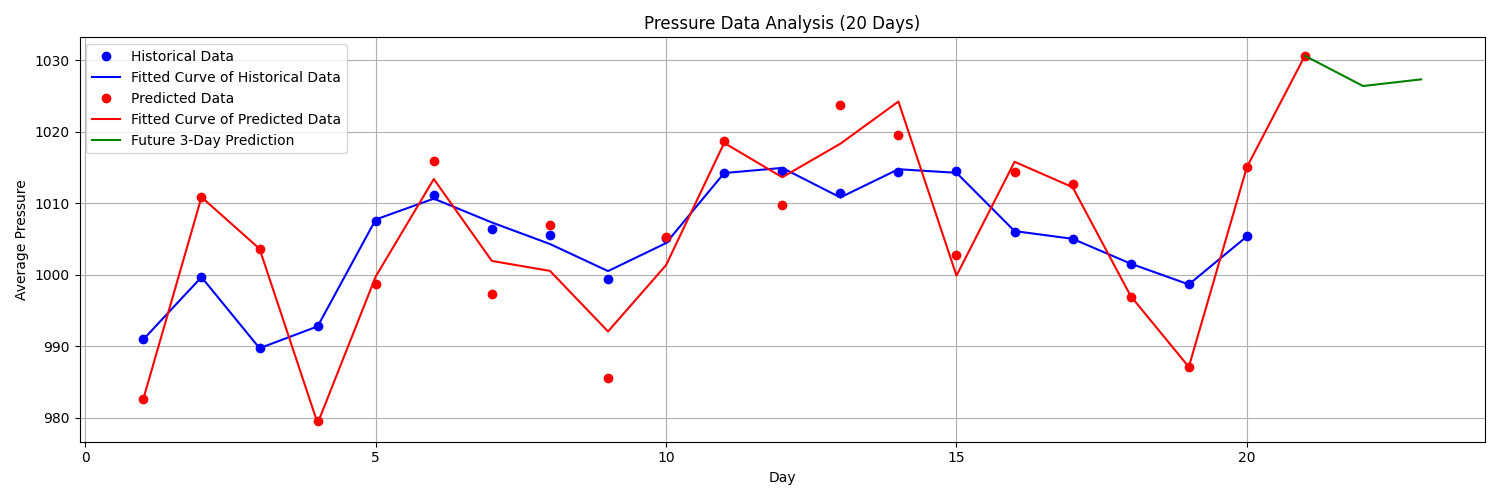 Pressure Data Analysis (20 Days)
Historical Data
Fitted Curve of Historical Data
Predicted Data
Fitted Curve of Predicted Data
Future 3-Day Prediction
Average Pressure
1030
1020
1010
1000
990
980
0 5 10 15 20
Day